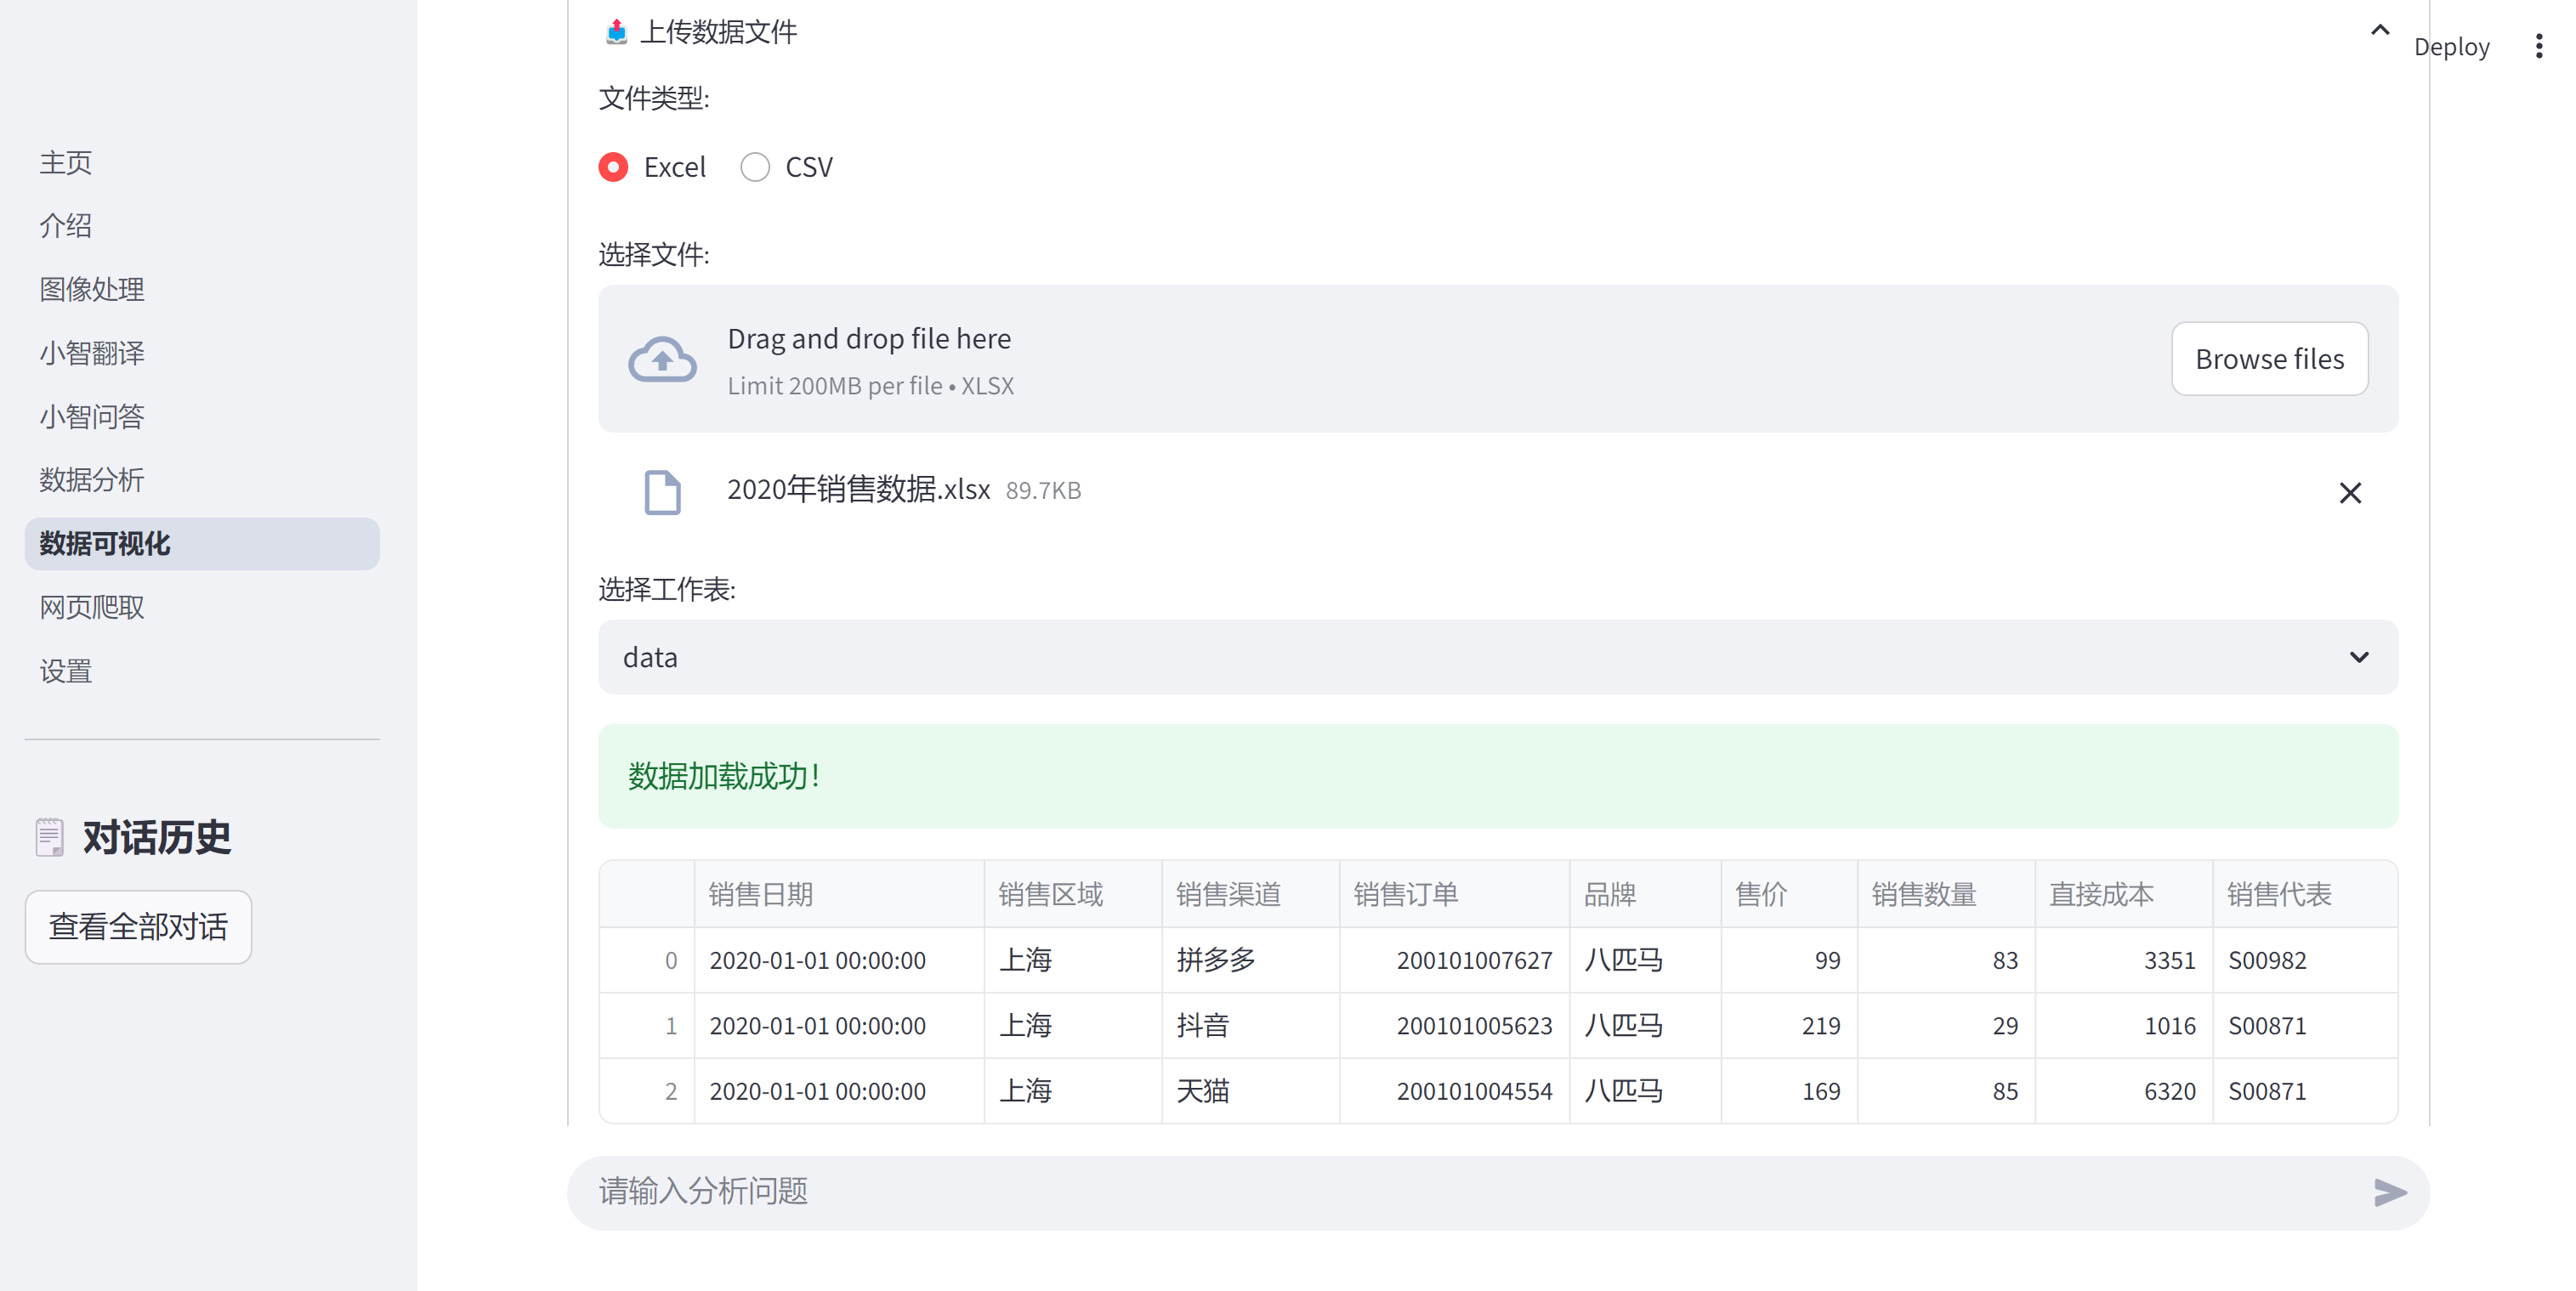 主页
介绍
图像处理
小智翻译
小智问答
数据分析
数据可视化
网页爬取
设置
对话历史
查看全部对话
上传数据文件
Deploy
文件类型:
Excel CSV
选择文件:
Drag and drop file here
Limit 200MB per file • XLSX
Browse files
2020年销售数据.xlsx 89.7KB
选择工作表:
data
数据加载成功！
销售日期 销售区域 销售渠道 销售订单 品牌 售价 销售数量 直接成本 销售代表
0 2020-01-01 00:00:00 上海 拼多多 200101007627 八匹马 99 83 3351 S00982
1 2020-01-01 00:00:00 上海 抖音 200101005623 八匹马 219 29 1016 S00871
2 2020-01-01 00:00:00 上海 天猫 200101004554 八匹马 169 85 6320 S00871
请输入分析问题